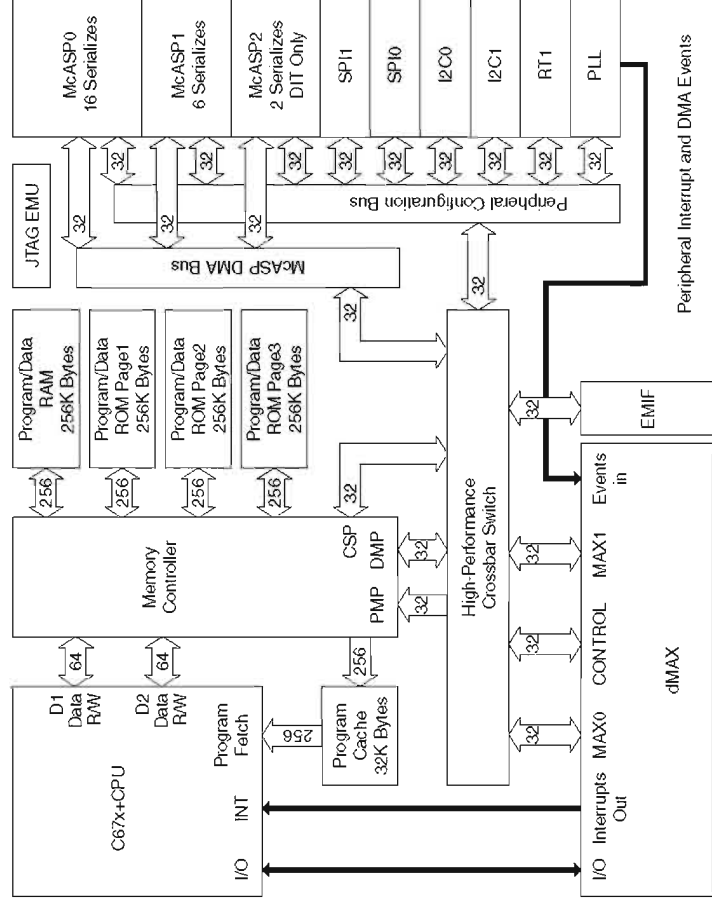 C67x+CPU
D1
Data
R/W
64
D2
Data
R/W
64
Program
Fetch
INT
I/O
256
Program
Cache
32K Bytes
256
Memory
Controller
CSP
PMP
DMP
32
32
32
256
Program/Data
RAM
256K Bytes
256
Program/Data
ROM Page1
256K Bytes
256
Program/Data
ROM Page2
256K Bytes
256
Program/Data
ROM Page3
256K Bytes
JTAG EMU
McASP DMA Bus
32
32
32
32
Peripheral Configuration Bus
32
32
32
32
32
32
32
32
32
32
McASP0
16 Serializes
McASP1
6 Serializes
McASP2
2 Serializes
DIT Only
SPI1
SPI0
I2C0
I2C1
RT1
PLL
High-Performance
Crossbar Switch
32
32
32
32
I/O
Interrupts
Out
MAX0
CONTROL
MAX1
Events
in
dMAX
EMIF
Peripheral Interrupt and DMA Events